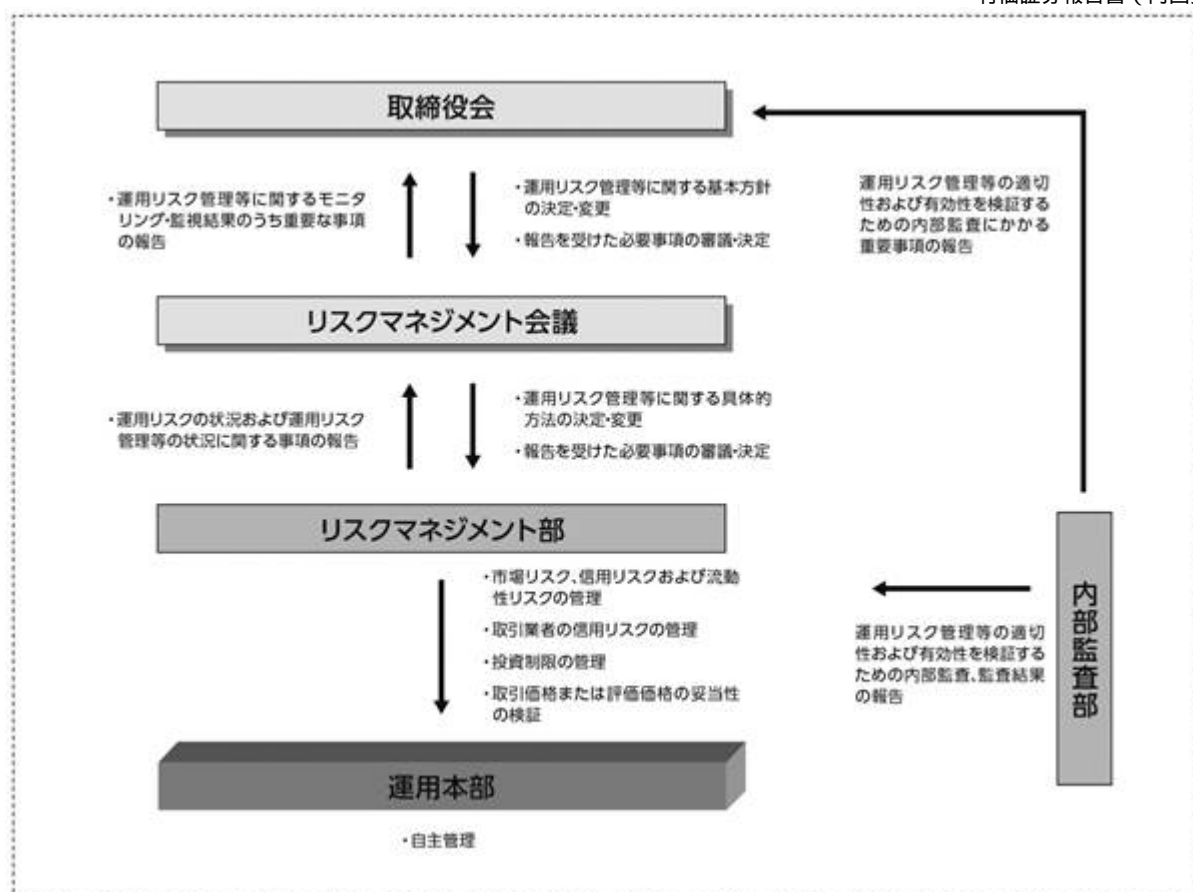 取締役会
・運用リスク管理等に関するモニタ
リング・監視結果のうち重要な事項
の報告
・運用リスク管理等に関する基本方針
の決定・変更
・報告を受けた必要事項の審議・決定
運用リスク管理等の適切
性および有効性を検証する
ための内部監査にかかる
重要事項の報告
リスクマネジメント会議
・運用リスクの状況および運用リスク
管理等の状況に関する事項の報告
・運用リスク管理等に関する具体的
方法の決定・変更
・報告を受けた必要事項の審議・決定
リスクマネジメント部
・市場リスク、信用リスクおよび流動
性リスクの管理
・取引業者の信用リスクの管理
・投資制限の管理
・取引価格または評価価格の妥当性
の検証
運用リスク管理等の適切
性および有効性を検証する
ための内部監査、監査結果
の報告
内部監査部
運用本部
・自主管理